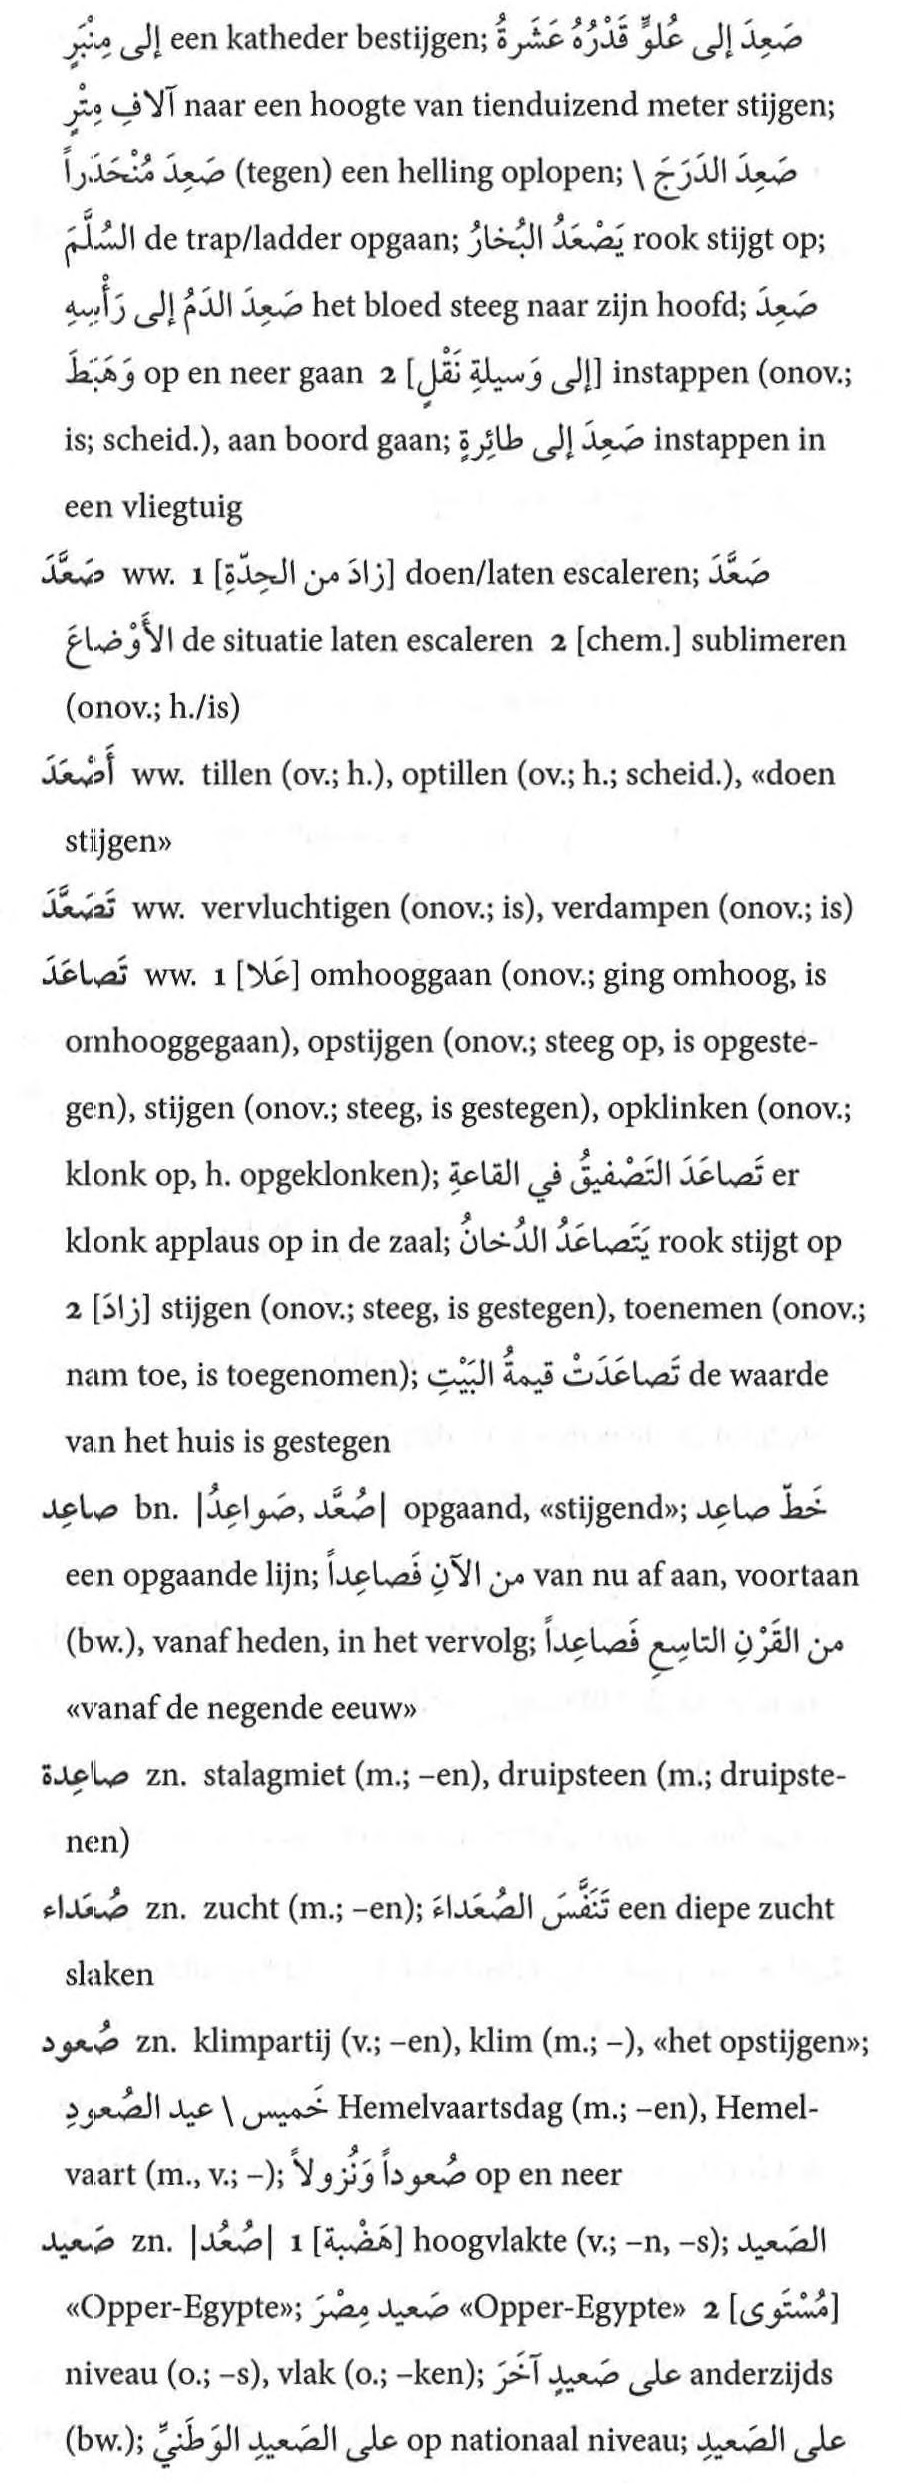 إلى مِنْبَرٍ een katheder bestijgen; صَعِدَ إلى عُلوٍّ قَدْرُهُ عَشَرةُ
آلافِ مِتْرٍ naar een hoogte van tienduizend meter stijgen;
صَعِدَ مُنْحَدَراً (tegen) een helling oplopen; صَعِدَ الدَرَجَ \
السُلَّمَ de trap/ladder opgaan; يَصْعَدُ البُخارُ rook stijgt op;
صَعِدَ الدَمُ إلى رَأْسِهِ het bloed steeg naar zijn hoofd; صَعِدَ
وَهَبَطَ op en neer gaan 2 [إلى وَسيلةِ نَقْلٍ] instappen (onov.;
is; scheid.), aan boord gaan; صَعِدَ إلى طائِرةٍ instappen in
een vliegtuig
صَعَّدَ ww. 1 [زادَ من الحِدّةِ] doen/laten escaleren; صَعَّدَ
الأَوْضاعَ de situatie laten escaleren 2 [chem.] sublimeren
(onov.; h./is)
أَصْعَدَ ww. tillen (ov.; h.), optillen (ov.; h.; scheid.), «doen
stijgen»
تَصَعَّدَ ww. vervluchtigen (onov.; is), verdampen (onov.; is)
تَصاعَدَ ww. 1 [عَلا] omhooggaan (onov.; ging omhoog, is
omhooggegaan), opstijgen (onov.; steeg op, is opgeste-
gen), stijgen (onov.; steeg, is gestegen), opklinken (onov.;
klonk op, h. opgeklonken); تَصاعَدَ التَصْفيقُ في القاعةِ er
klonk applaus op in de zaal; يَتَصاعَدُ الدُخانُ rook stijgt op
2 [زادَ] stijgen (onov.; steeg, is gestegen), toenemen (onov.;
nam toe, is toegenomen); تَصاعَدَتْ قيمةُ البَيْتِ de waarde
van het huis is gestegen
صاعِد bn. |صُعَّد, صَواعِدُ| opgaand, «stijgend»; خَطّ صاعِد
een opgaande lijn; من الآنِ فَصاعِداً van nu af aan, voortaan
(bw.), vanaf heden, in het vervolg; من القَرْنِ التاسِعِ فَصاعِداً
«vanaf de negende eeuw»
صاعِدة zn. stalagmiet (m.; –en), druipsteen (m.; druipste-
nen)
صُعَداء zn. zucht (m.; –en); تَنَفَّسَ الصُعَداءَ een diepe zucht
slaken
صُعود zn. klimpartij (v.; –en), klim (m.; –), «het opstijgen»;
خَميس \ عيد الصُعودِ Hemelvaartsdag (m.; –en), Hemel-
vaart (m., v.; –); صُعوداً وَنُزولاً op en neer
صَعيد zn. |صُعُد| 1 [هَضْبة] hoogvlakte (v.; –n, –s); الصَعيد
«Opper-Egypte»; صَعيد مِصْرَ «Opper-Egypte» 2 [مُسْتَوى]
niveau (o.; –s), vlak (o.; –ken); على صَعيدٍ آخَرَ anderzijds
(bw.); على الصَعيدِ الوَطَنيِّ op nationaal niveau; على الصَعيدِ